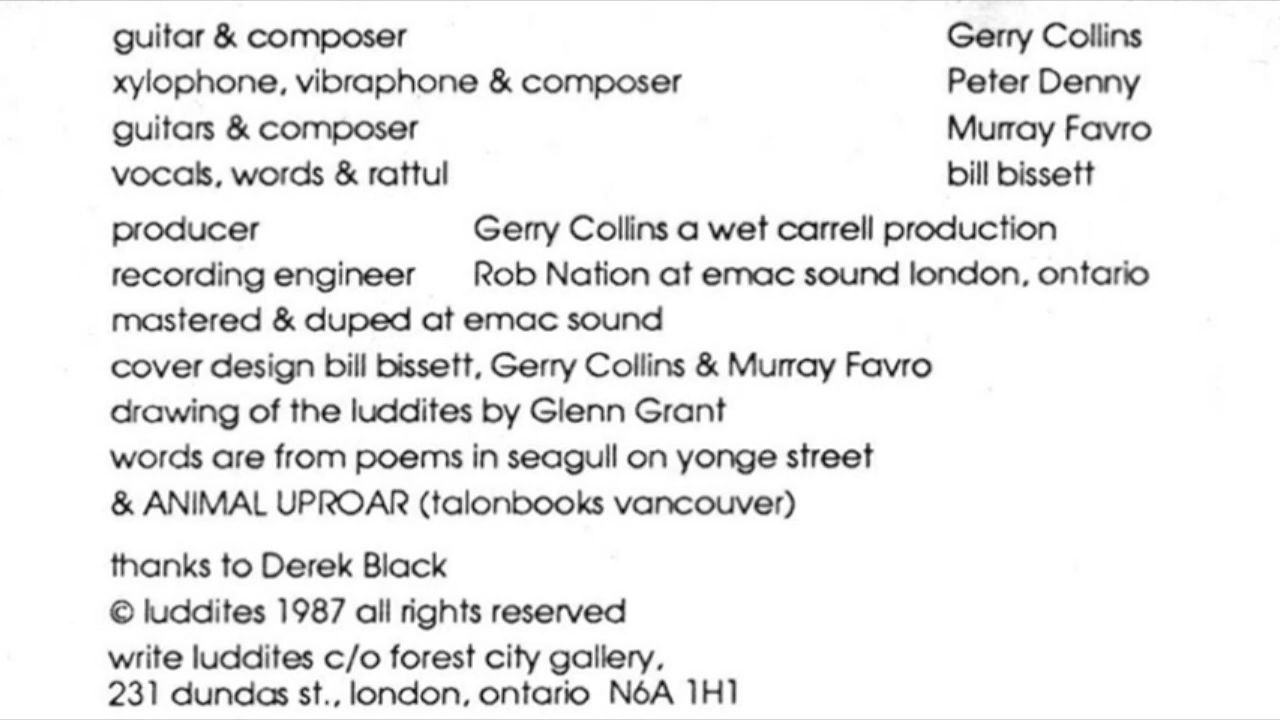 guitar & composer Gerry Collins
xylophone, vibraphone & composer Peter Denny
guitars & composer Murray Favro
vocals, words & rattul bill bissett
producer Gerry Collins a wet carrell production
recording engineer Rob Nation at emac sound london, ontario
mastered & duped at emac sound
cover design bill bissett, Gerry Collins & Murray Favro
drawing of the luddites by Glenn Grant
words are from poems in seagull on yonge street
& ANIMAL UPROAR (talonbooks vancouver)
thanks to Derek Black
© luddites 1987 all rights reserved
write luddites c/o forest city gallery,
231 dundas st., london, ontario N6A 1H1